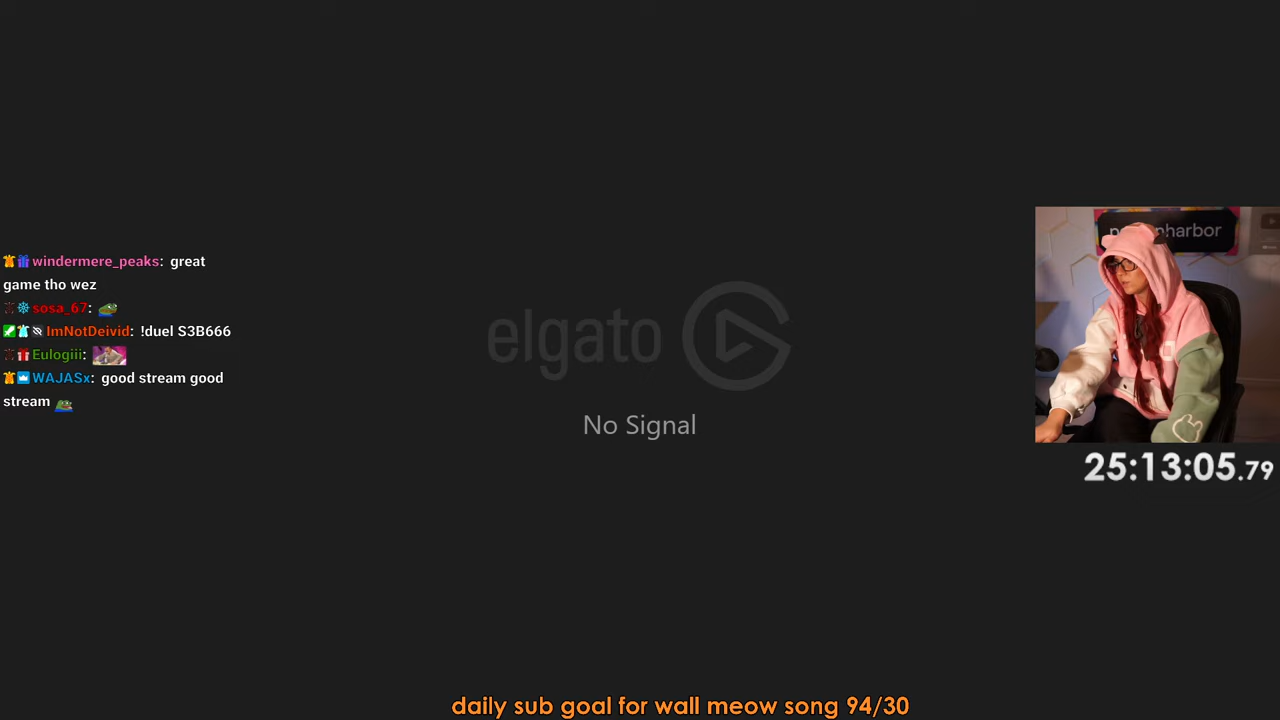 windermere_peaks: great
game tho wez
sosa_67:
ImNotDeivid: !duel S3B666
Eulogiii:
WAJASx: good stream good
stream
elgato
No Signal
harbor
25:13:05.79
daily sub goal for wall meow song 94/30